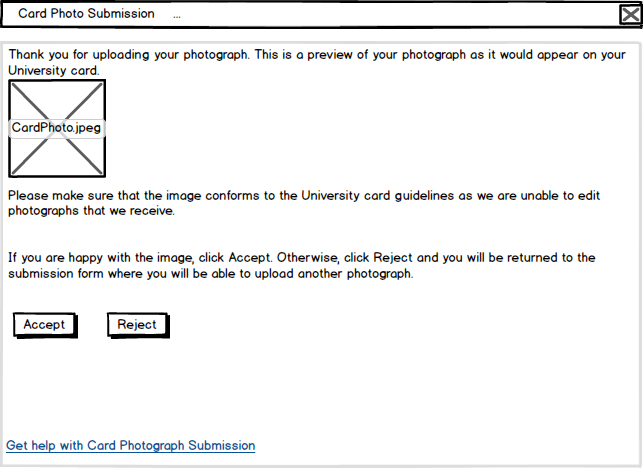 Card Photo Submission ...
Thank you for uploading your photograph. This is a preview of your photograph as it would appear on your
University card.
CardPhoto.jpeg
Please make sure that the image conforms to the University card guidelines as we are unable to edit
photographs that we receive.
If you are happy with the image, click Accept. Otherwise, click Reject and you will be returned to the
submission form where you will be able to upload another photograph.
Accept Reject
Get help with Card Photograph Submission